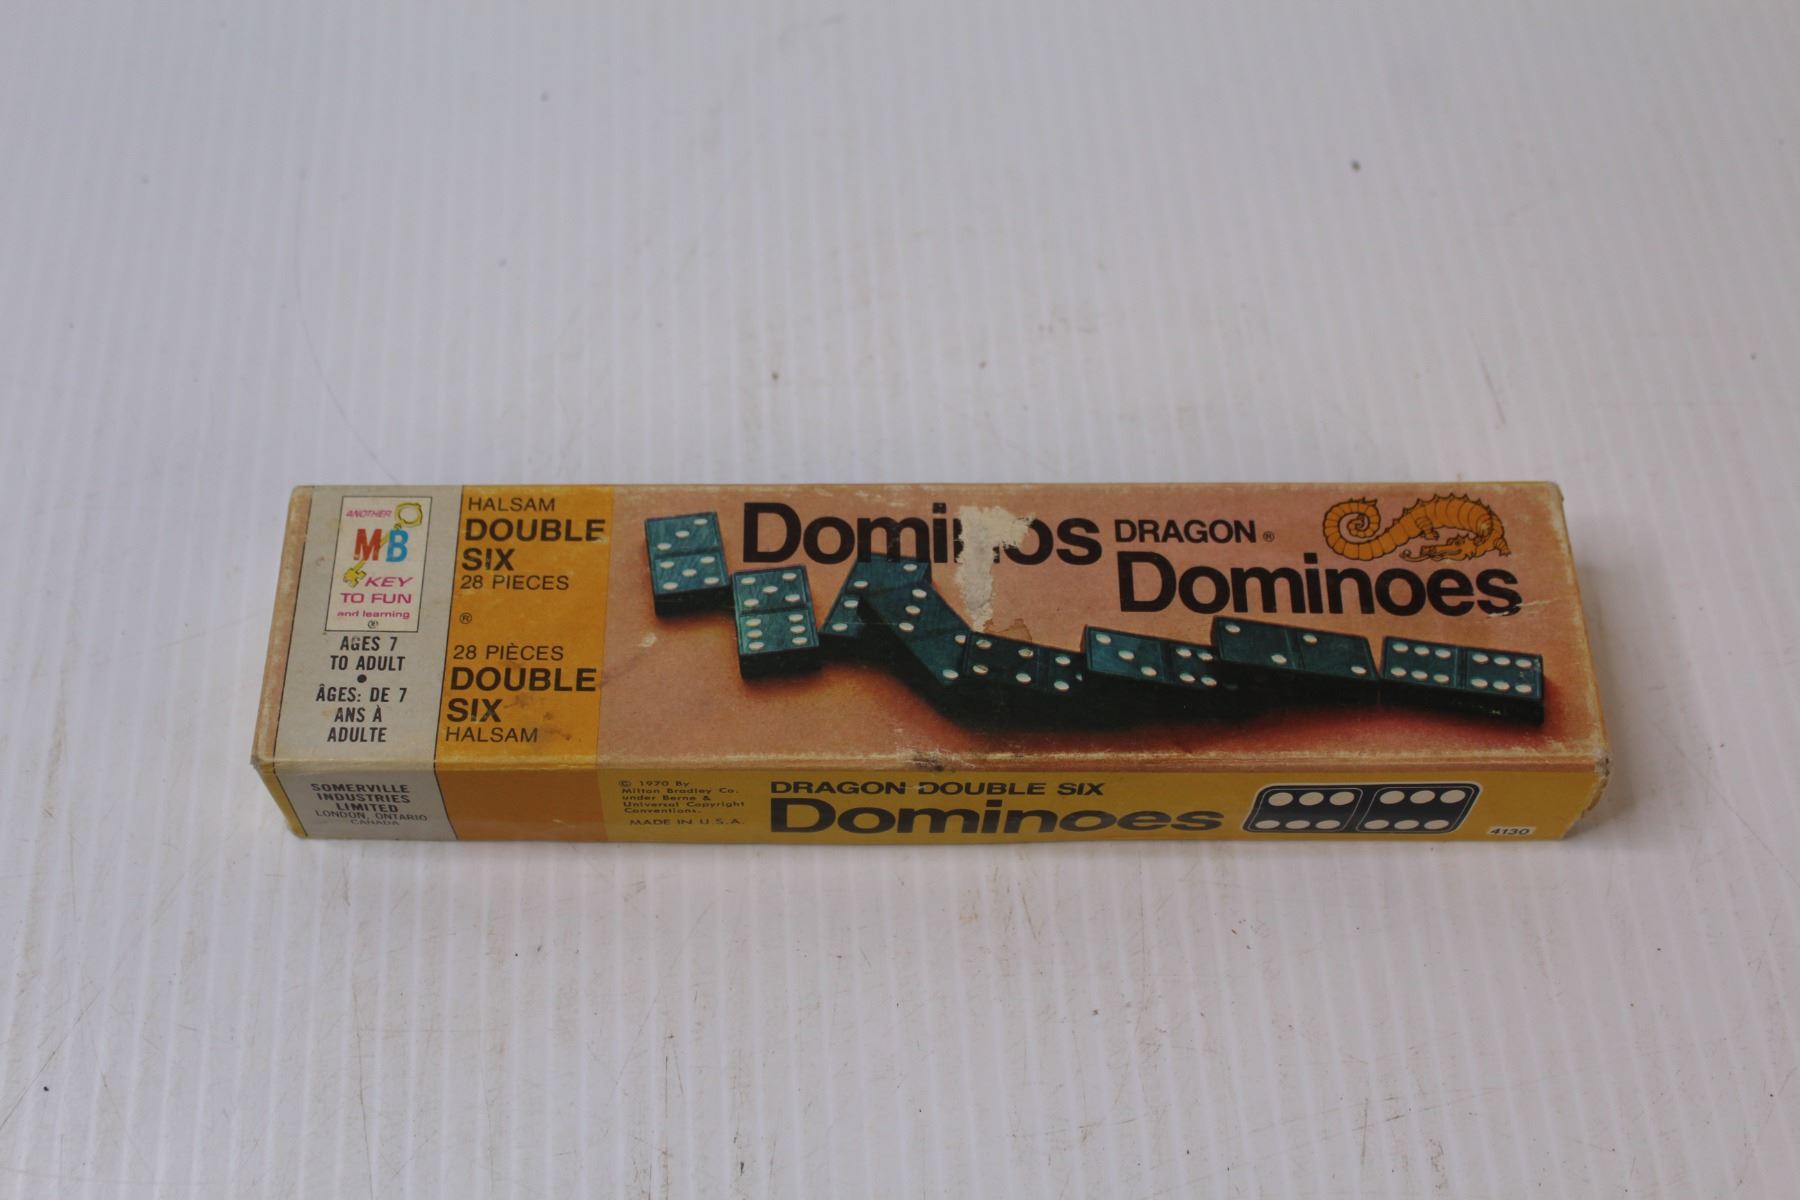 ANOTHER
MB
KEY
TO FUN
and learning
®
AGES 7
TO ADULT
•
ÂGES: DE 7
ANS À
ADULTE
HALSAM
DOUBLE
SIX
28 PIECES
®
28 PIÈCES
DOUBLE
SIX
HALSAM
Dominos
DRAGON ®
Dominoes
SOMERVILLE
INDUSTRIES
LIMITED
LONDON, ONTARIO
CANADA
© 1970 By
Milton Bradley Co.
under Berne &
Universal Copyright
Conventions.
MADE IN U.S.A.
DRAGON DOUBLE SIX
Dominoes
4130